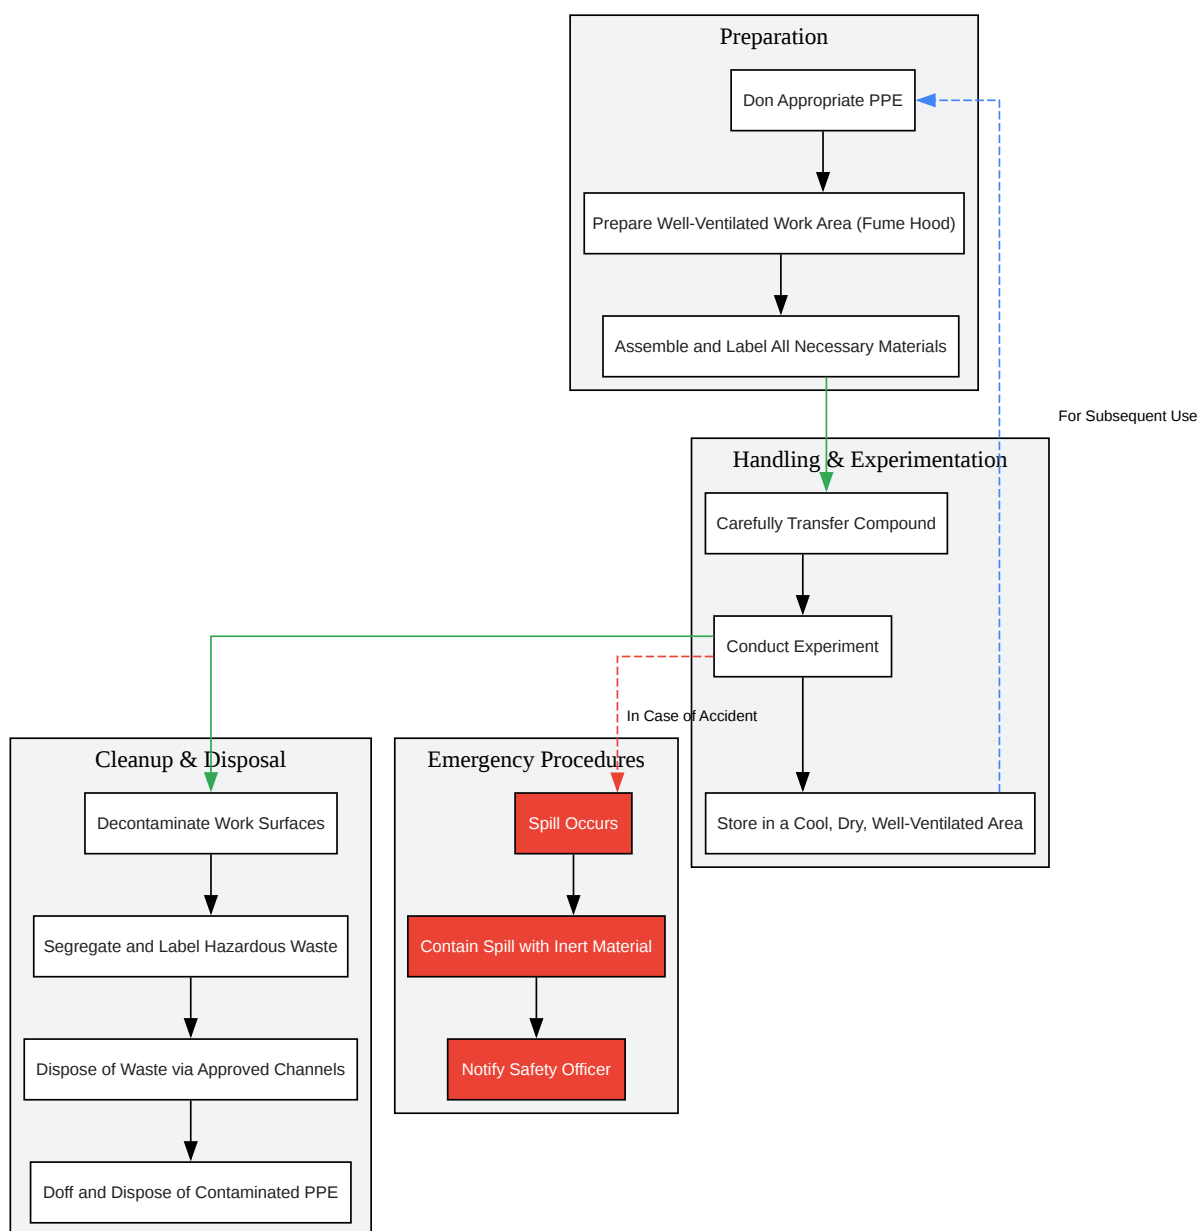 Preparation
Don Appropriate PPE
Prepare Well-Ventilated Work Area (Fume Hood)
Assemble and Label All Necessary Materials
For Subsequent Use
Handling & Experimentation
Carefully Transfer Compound
Conduct Experiment
In Case of Accident
Store in a Cool, Dry, Well-Ventilated Area
Cleanup & Disposal
Decontaminate Work Surfaces
Segregate and Label Hazardous Waste
Dispose of Waste via Approved Channels
Doff and Dispose of Contaminated PPE
Emergency Procedures
Spill Occurs
Contain Spill with Inert Material
Notify Safety Officer